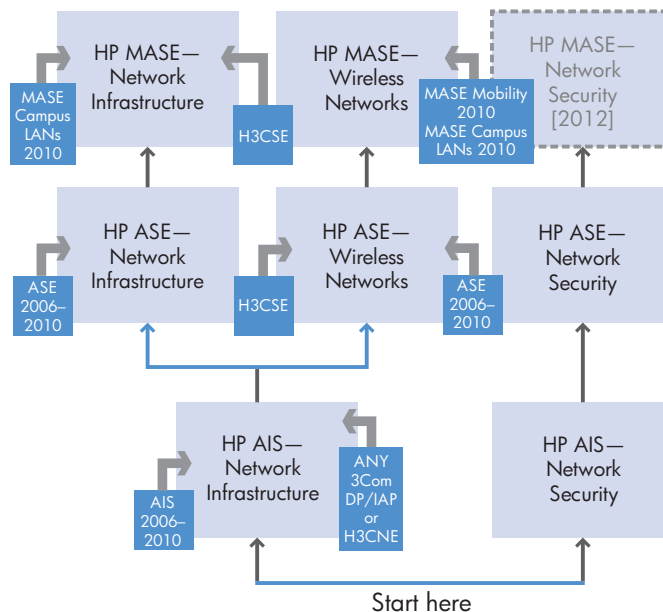 HP MASE—
Network
Infrastructure
HP MASE—
Wireless
Networks
HP MASE—
Network
Security
[2012]
MASE
Campus
LANs
2010
H3CSE
MASE Mobility
2010
MASE Campus
LANs 2010
HP ASE—
Network
Infrastructure
HP ASE—
Wireless
Networks
HP ASE—
Network
Security
ASE
2006–
2010
H3CSE
ASE
2006–
2010
HP AIS—
Network
Infrastructure
HP AIS—
Network
Security
AIS
2006–
2010
ANY
3Com
DP/IAP
or
H3CNE
Start here